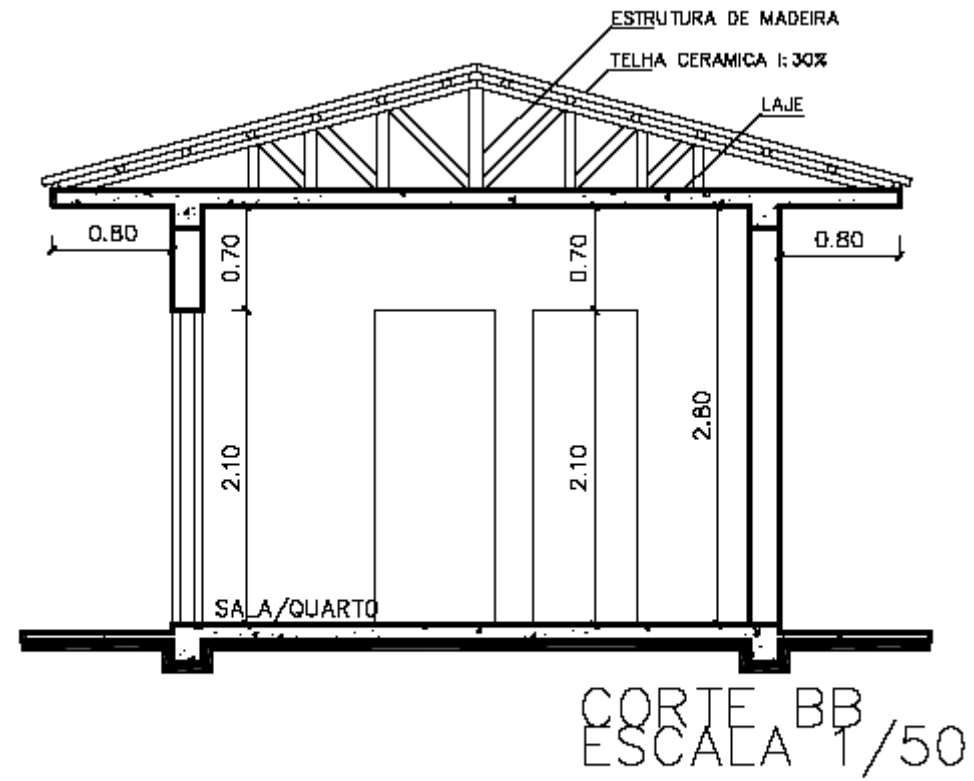 ESTRUTURA DE MADEIRA
TELHA CERAMICA I: 30%
LAJE
0.80
0.80
0.70
0.70
2.80
2.10
2.10
SALA/QUARTO
CORTE BB
ESCALA 1/50